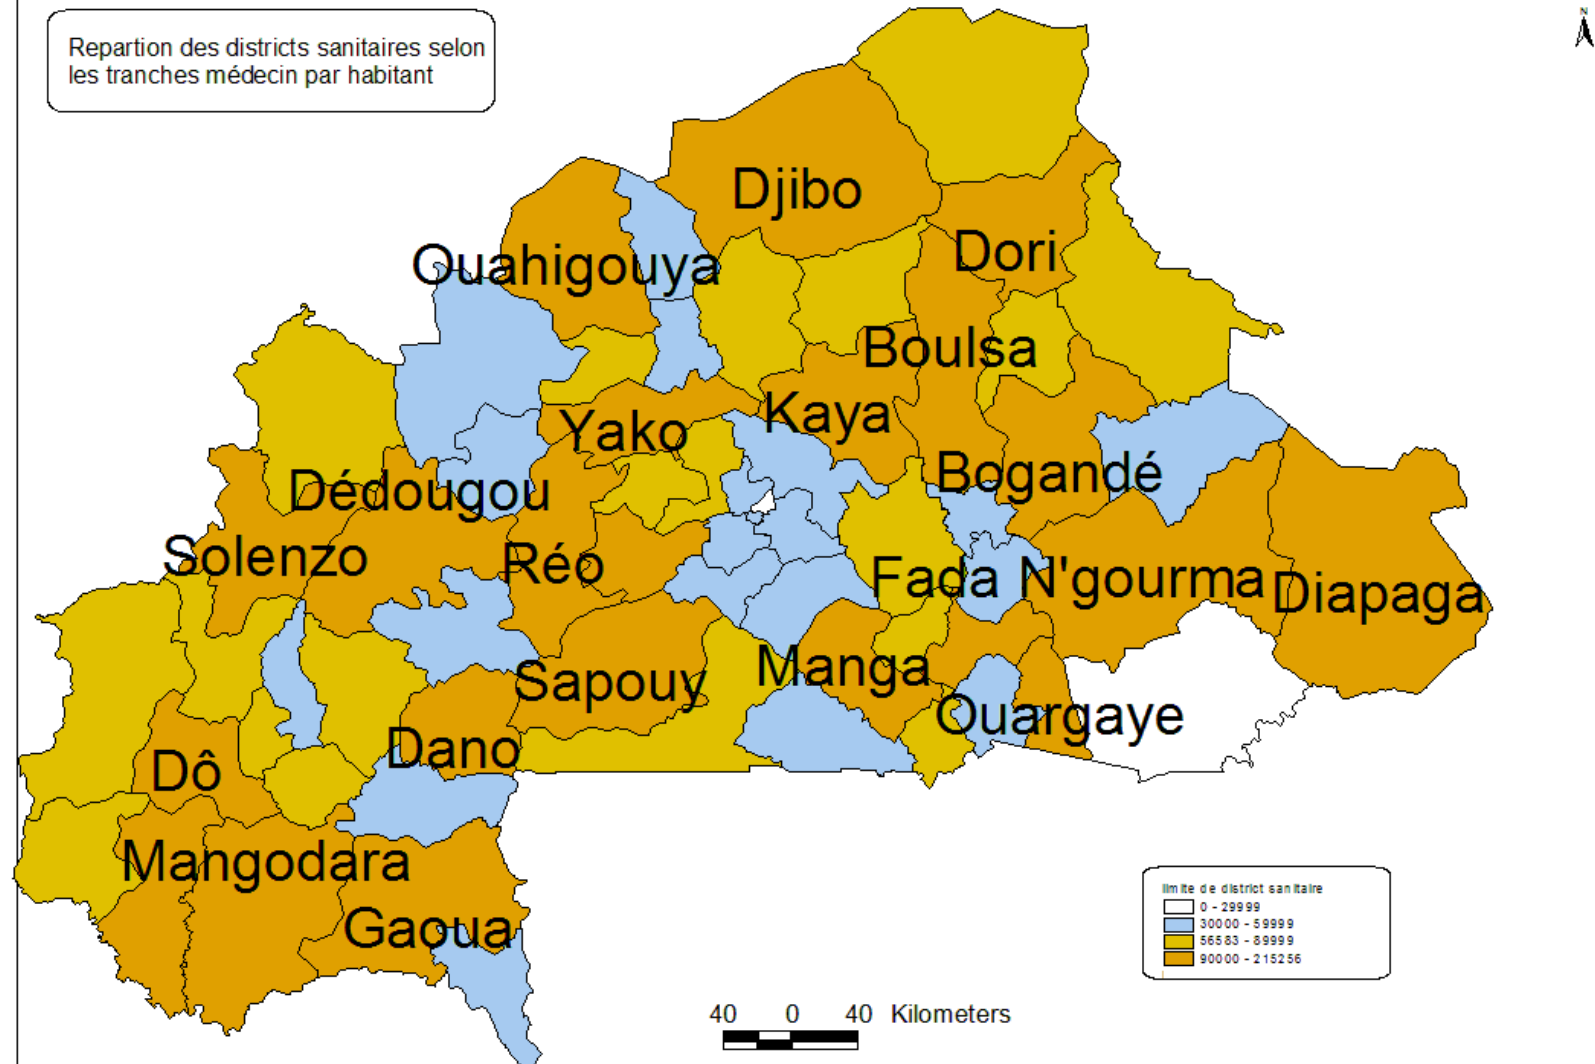 Repartion des districts sanitaires selon
les tranches médecin par habitant
N
Djibo
Dori
Ouahigouya
Boulsa
Kaya
Yako
Bogandé
Dédougou
Solenzo
Réo
Fada N'gourma
Diapaga
Sapouy
Manga
Ouargaye
Dano
Dô
Mangodara
Gaoua
limite de district sanitaire
0 - 29999
30000 - 59999
56583 - 89999
90000 - 215256
40 0 40 Kilometers